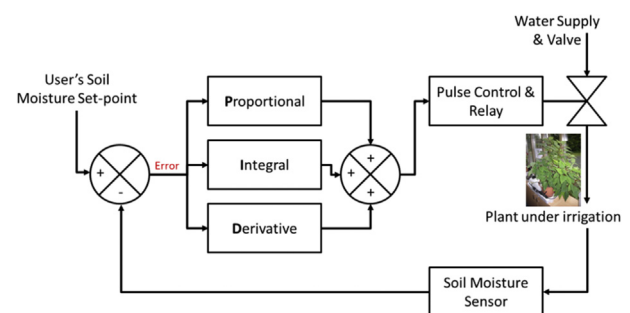 Water Supply
& Valve
User's Soil
Moisture Set-point
Proportional
Pulse Control &
Relay
Error
+
-
Integral
+
+
+
Derivative
Plant under irrigation
Soil Moisture
Sensor